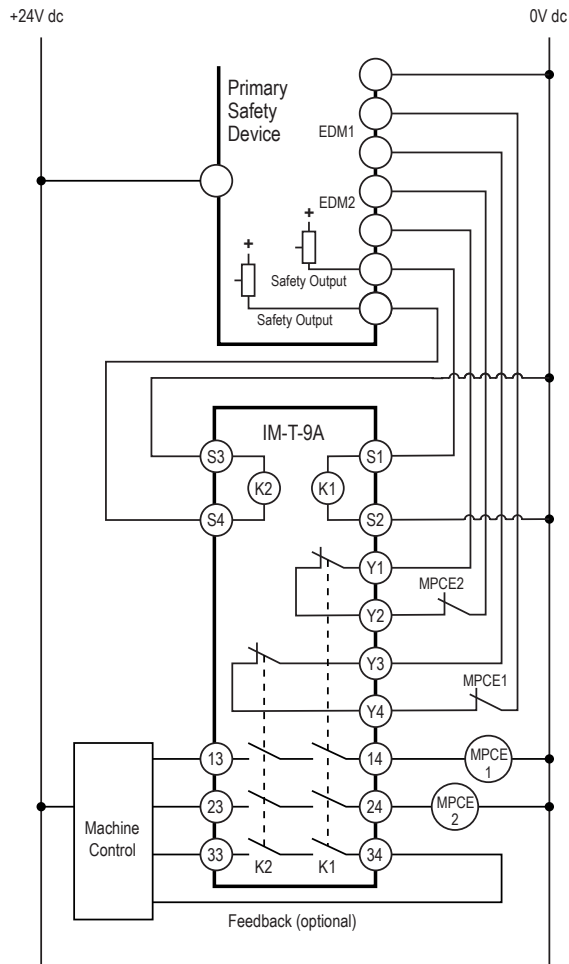 +24V dc
0V dc
Primary
Safety
Device
EDM1
EDM2
+
+
Safety Output
Safety Output
IM-T-9A
S3
S1
K2
K1
S4
S2
Y1
MPCE2
Y2
Y3
MPCE1
Y4
13
14
MPCE
1
23
24
MPCE
2
Machine
Control
33
K2
K1
34
Feedback (optional)